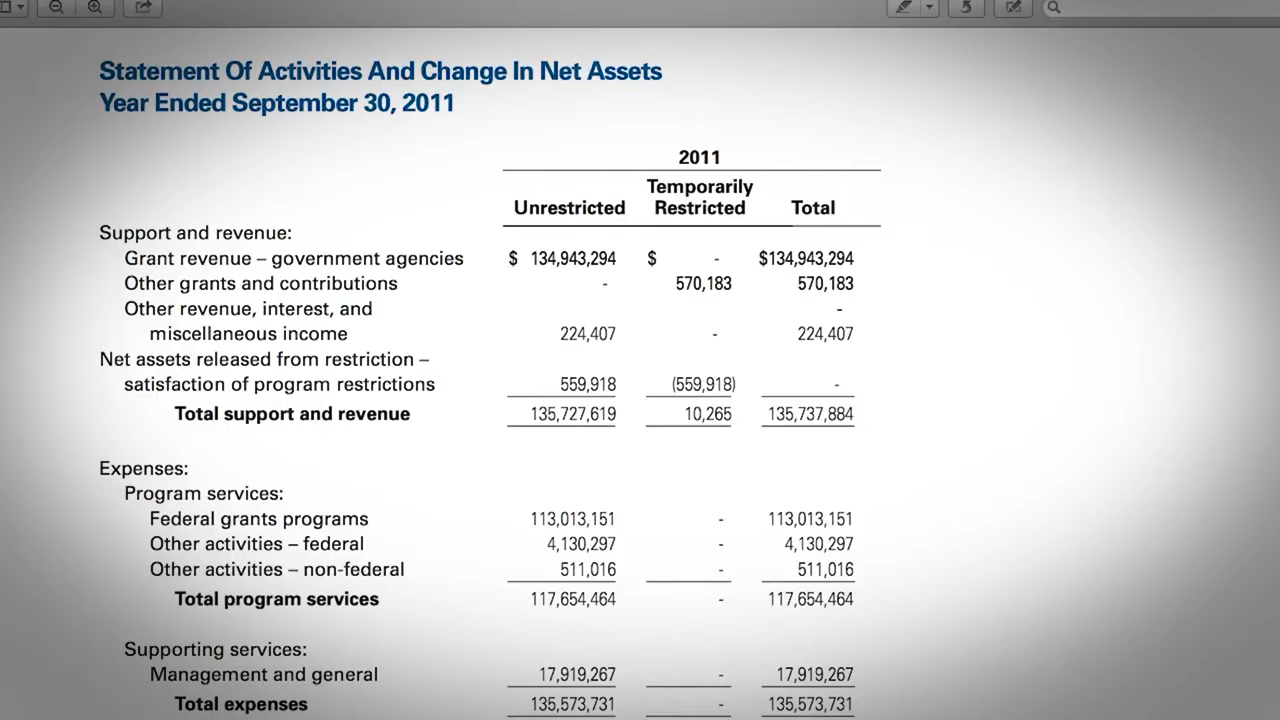 Statement Of Activities And Change In Net Assets
Year Ended September 30, 2011
2011
Temporarily
Unrestricted Restricted Total
Support and revenue:
Grant revenue – government agencies $ 134,943,294 $ - $134,943,294
Other grants and contributions - 570,183 570,183
Other revenue, interest, and -
miscellaneous income 224,407 - 224,407
Net assets released from restriction –
satisfaction of program restrictions 559,918 (559,918) -
Total support and revenue 135,727,619 10,265 135,737,884
Expenses:
Program services:
Federal grants programs 113,013,151 - 113,013,151
Other activities – federal 4,130,297 - 4,130,297
Other activities – non-federal 511,016 - 511,016
Total program services 117,654,464 - 117,654,464
Supporting services:
Management and general 17,919,267 - 17,919,267
Total expenses 135,573,731 - 135,573,731